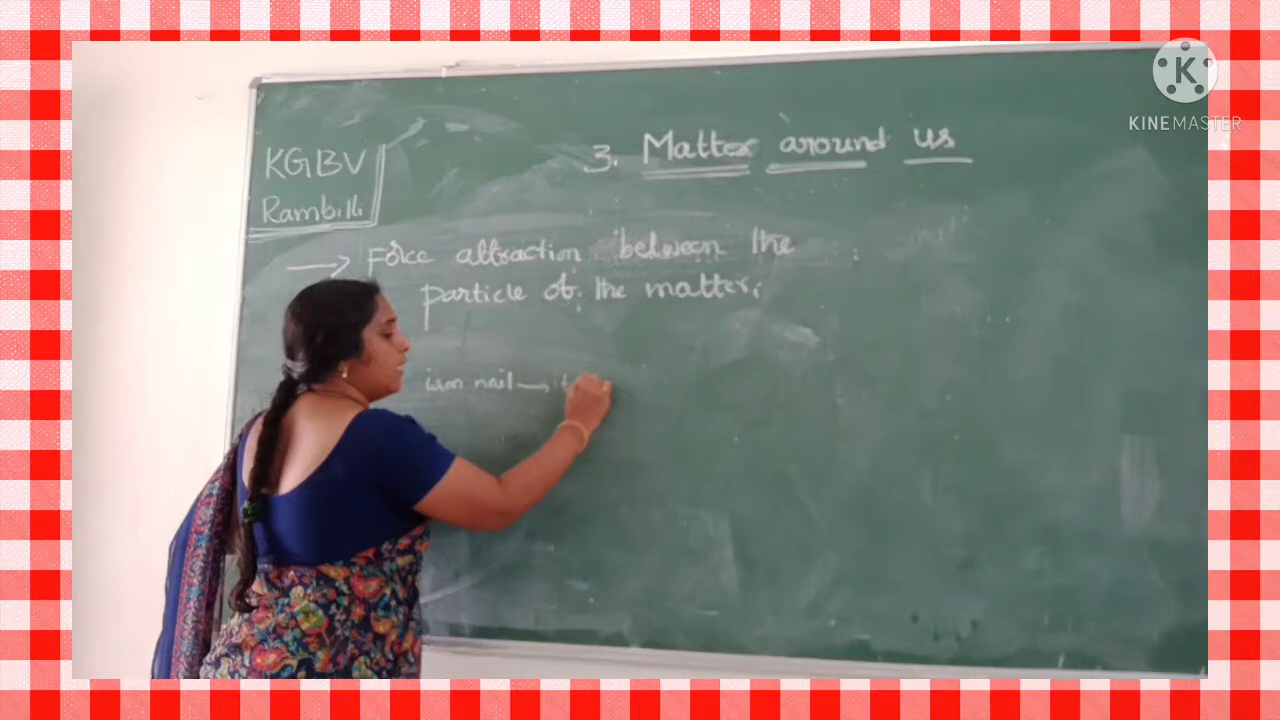 KGBV
Rambilli
3. Matter around us
→ Force attraction between the :
particle of the matter.
iron nail →
KINEMASTER